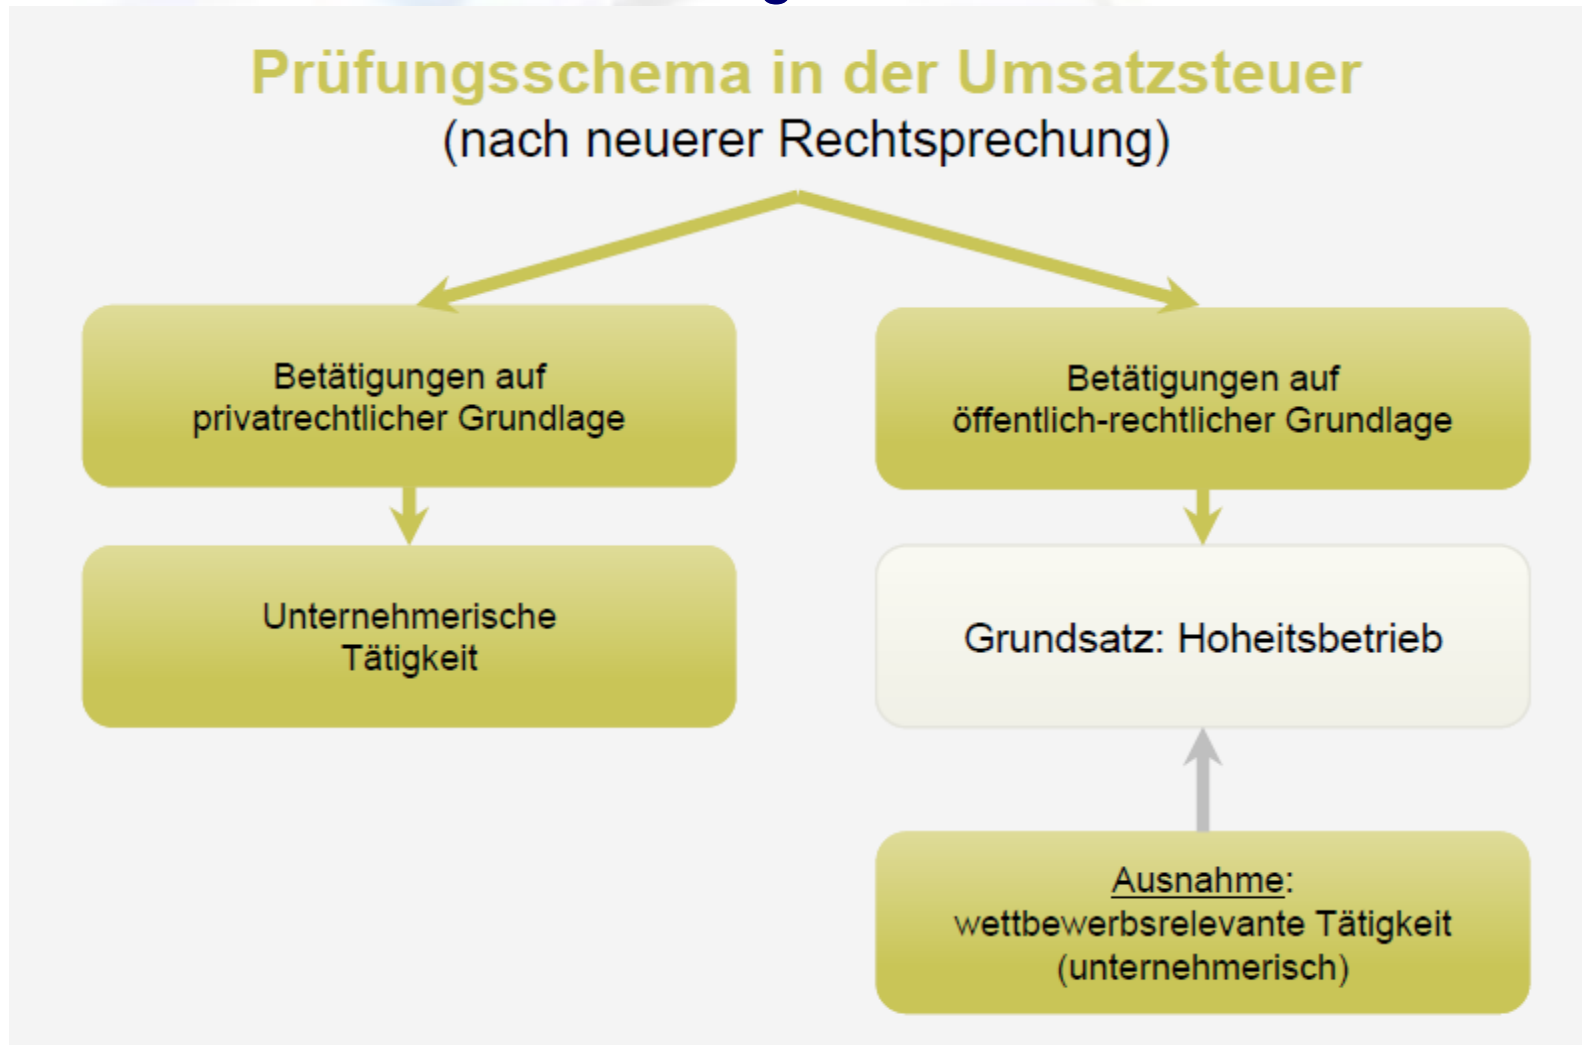 Prüfungsschema in der Umsatzsteuer
(nach neuerer Rechtsprechung)
Betätigungen auf
privatrechtlicher Grundlage
Betätigungen auf
öffentlich-rechtlicher Grundlage
Unternehmerische
Tätigkeit
Grundsatz: Hoheitsbetrieb
Ausnahme:
wettbewerbsrelevante Tätigkeit
(unternehmerisch)